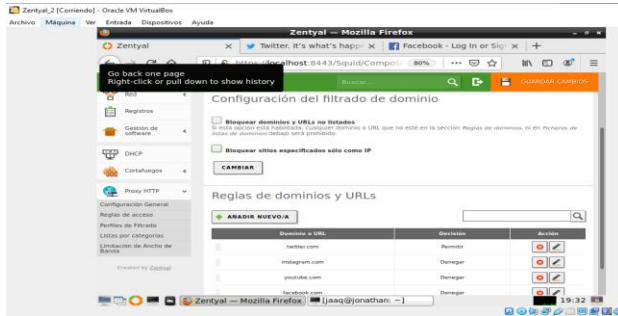 Zentyal_2 [Corriendo] - Oracle VM VirtualBox
Archivo Máquina Ver Entrada Dispositivos Ayuda
Zentyal — Mozilla Firefox
Zentyal
Twitter. It's what's happ
Facebook - Log In or Sig
https://localhost:8443/Squid/Compos
80%
Go back one page
Right-click or pull down to show history
Buscar...
GUARDAR CAMBIOS
Red
Registros
Gestión de software
DHCP
Cortafuegos
Proxy HTTP
Configuración General
Reglas de acceso
Perfiles de Filtrado
Listas por categorías
Limitación de Ancho de Banda
Created by Zentyal
Configuración del filtrado de dominio
Bloquear dominios y URLs no listados
Si esta opción está habilitada, cualquier dominio o URL que no esté en la sección Reglas de dominios, ni en Ficheros de listas de dominios debajo será prohibido.
Bloquear sitios especificados sólo como IP
CAMBIAR
Reglas de dominios y URLs
AÑADIR NUEVO/A
Dominio o URL Decisión Acción
twitter.com Permitir
instagram.com Denegar
youtube.com Denegar
facebook.com Denegar
Zentyal — Mozilla Firefox
[jaaq@jonathan: ~]
19:32